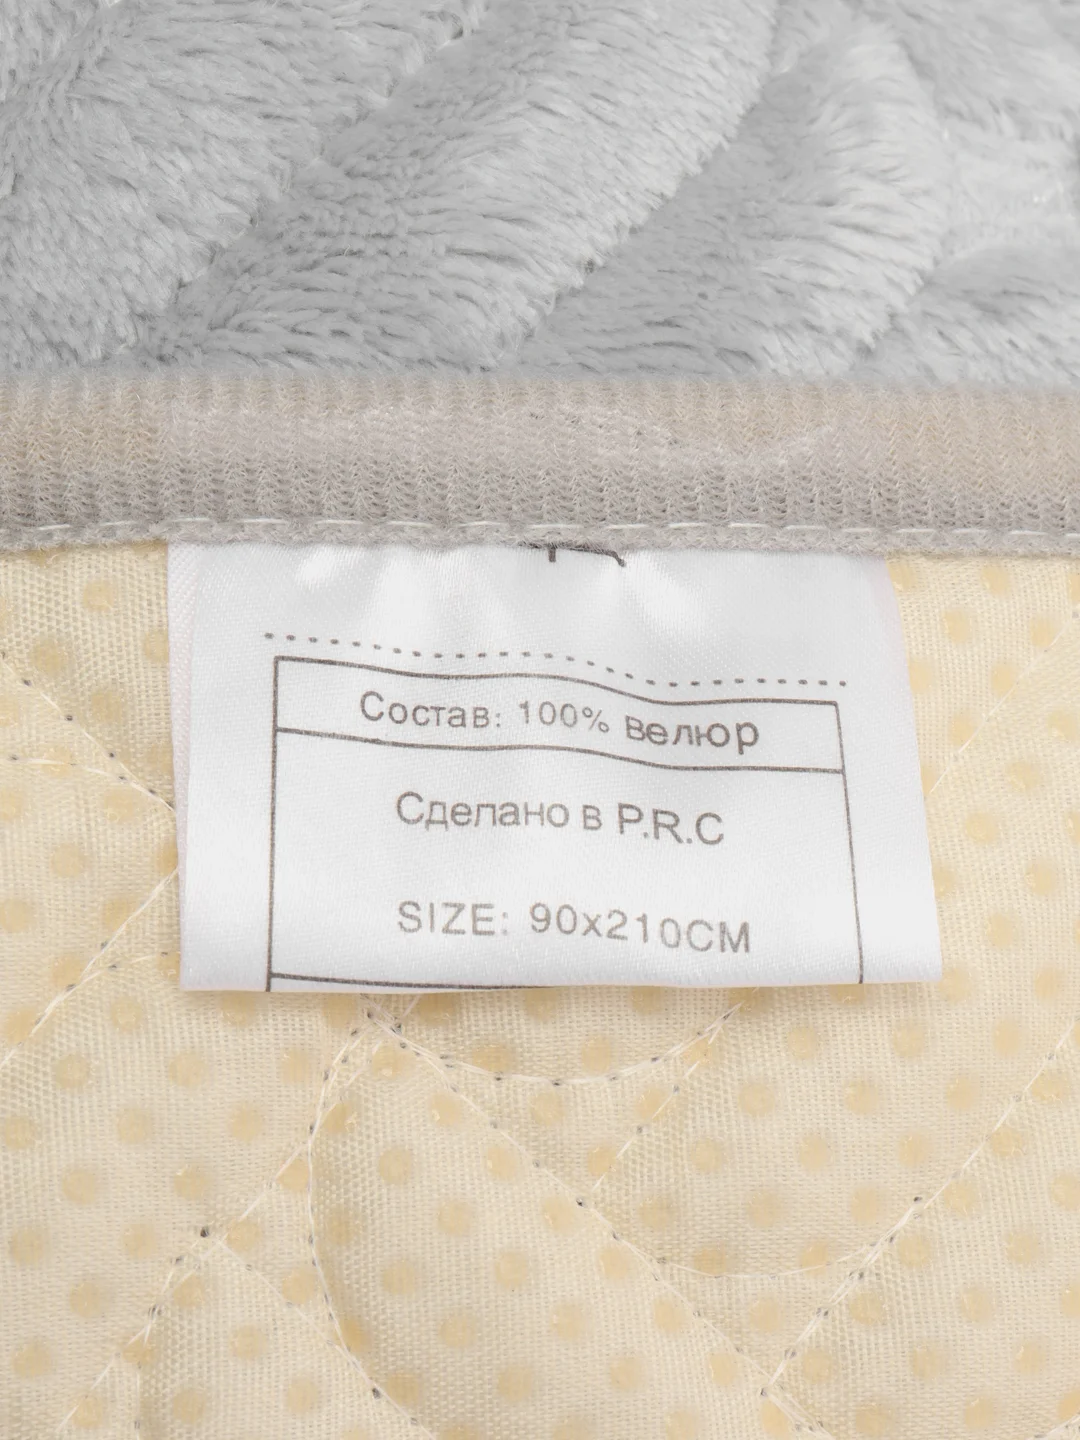 Состав: 100% велюр
Сделано в P.R.C
SIZE: 90x210CM